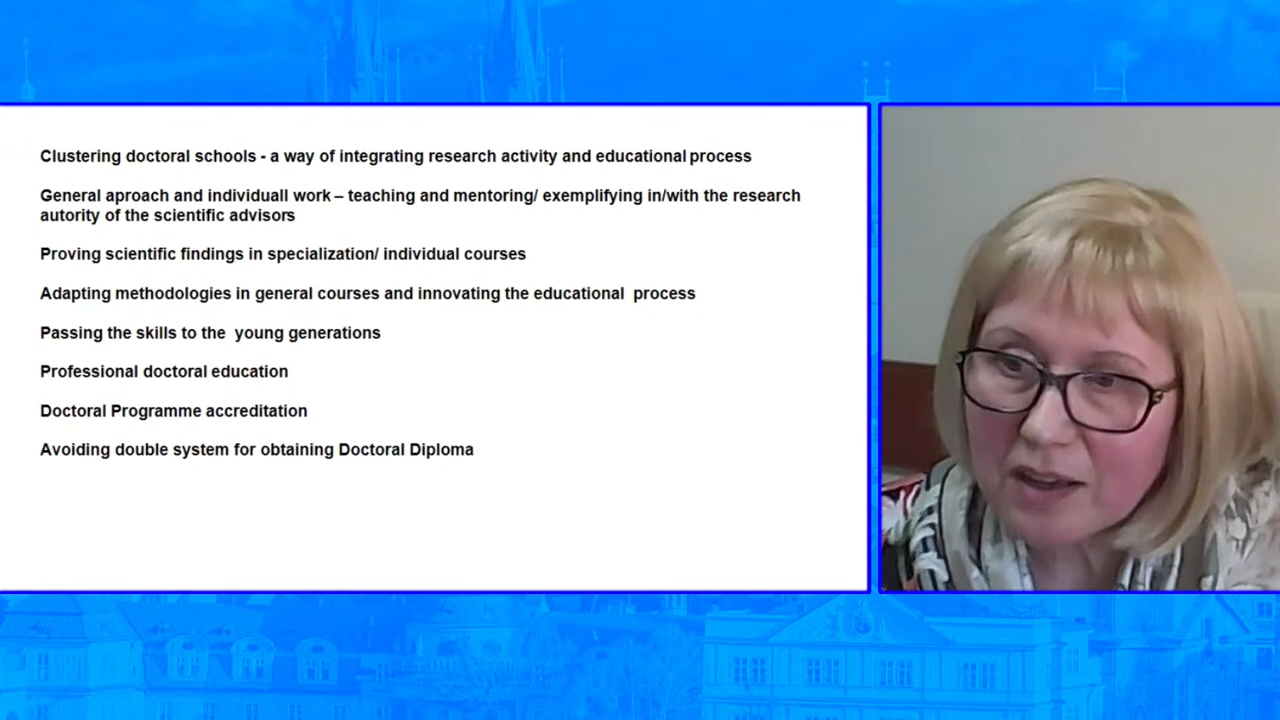 Clustering doctoral schools - a way of integrating research activity and educational process
General aproach and individuall work – teaching and mentoring/ exemplifying in/with the research
autority of the scientific advisors
Proving scientific findings in specialization/ individual courses
Adapting methodologies in general courses and innovating the educational  process
Passing the skills to the  young generations
Professional doctoral education
Doctoral Programme accreditation
Avoiding double system for obtaining Doctoral Diploma